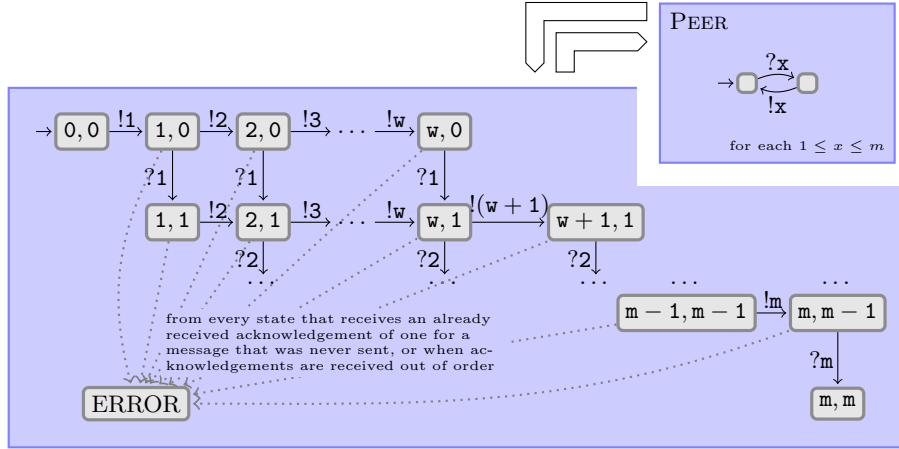 PEER
?x
!x
for each 1 ≤ x ≤ m
0, 0 !1 1, 0 !2 2, 0 !3 ··· !w w, 0
?1 ?1 ?1
1, 1 !2 2, 1 !3 ··· !w w, 1 !(w + 1) w + 1, 1
?2 ?2 ?2
··· ··· ··· ··· ···
from every state that receives an already
received acknowledgement of one for a
message that was never sent, or when ac-
knowledgements are received out of order
m − 1, m − 1 !m m, m − 1
?m
ERROR m, m